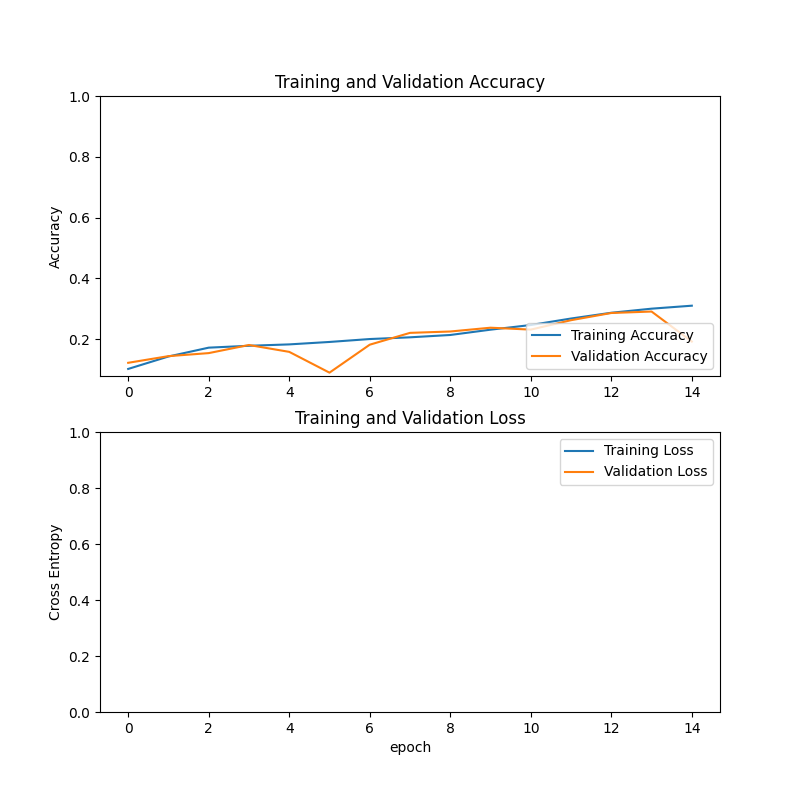 Training and Validation Accuracy
Accuracy
1.0
0.8
0.6
0.4
0.2
0 2 4 6 8 10 12 14
Training Accuracy
Validation Accuracy
Training and Validation Loss
Cross Entropy
1.0
0.8
0.6
0.4
0.2
0.0
0 2 4 6 8 10 12 14
epoch
Training Loss
Validation Loss